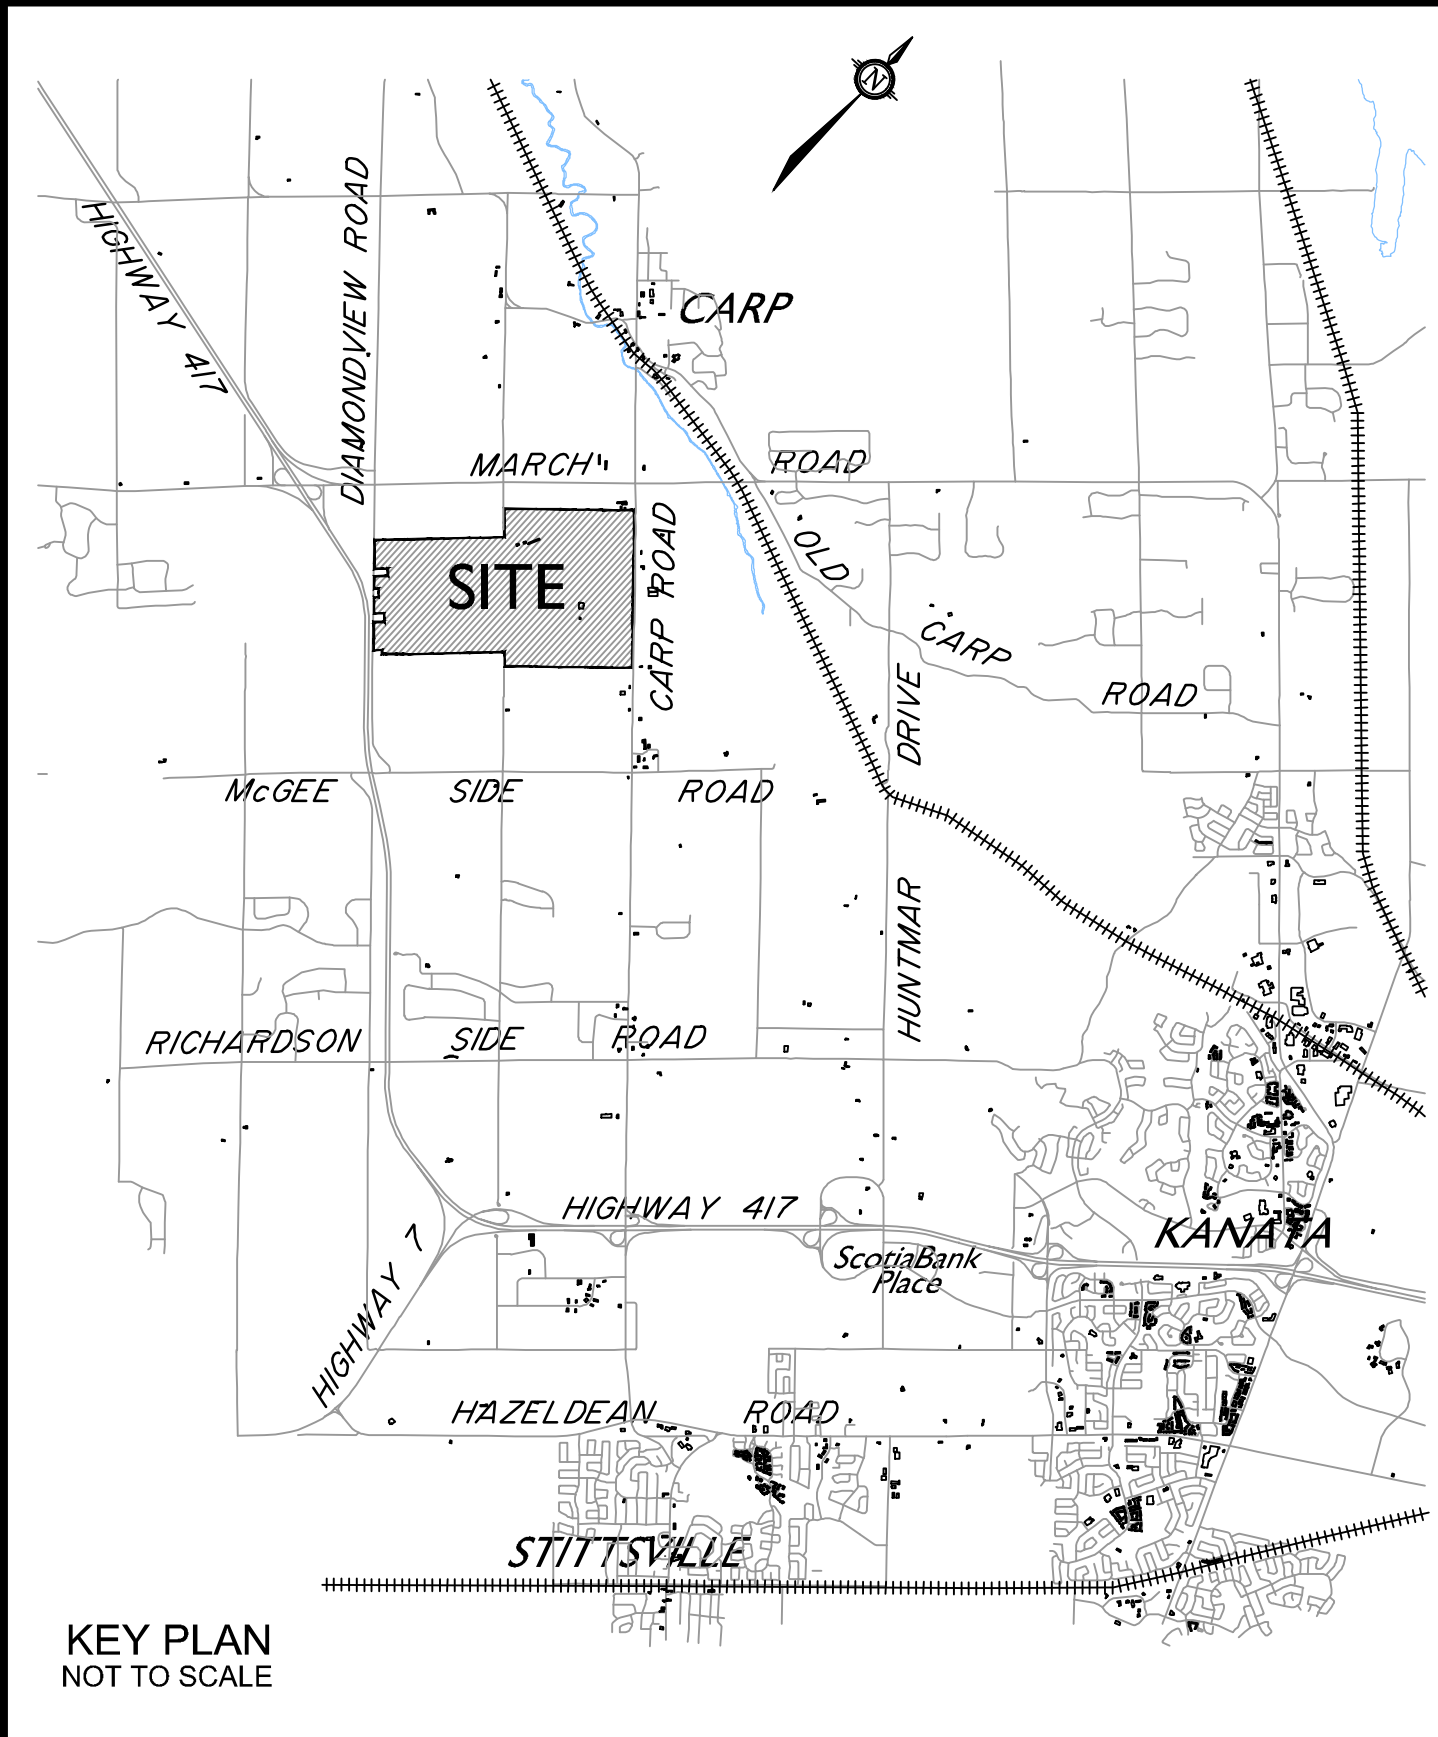 N
HIGHWAY 417
DIAMONDVIEW ROAD
CARP
MARCH ROAD
SITE
CARP ROAD
OLD CARP ROAD
HUNTMAR DRIVE
McGEE SIDE ROAD
RICHARDSON SIDE ROAD
HIGHWAY 417
HIGHWAY 7
ScotiaBank
Place
KANATA
HAZELDEAN ROAD
STITTSVILLE
KEY PLAN
NOT TO SCALE